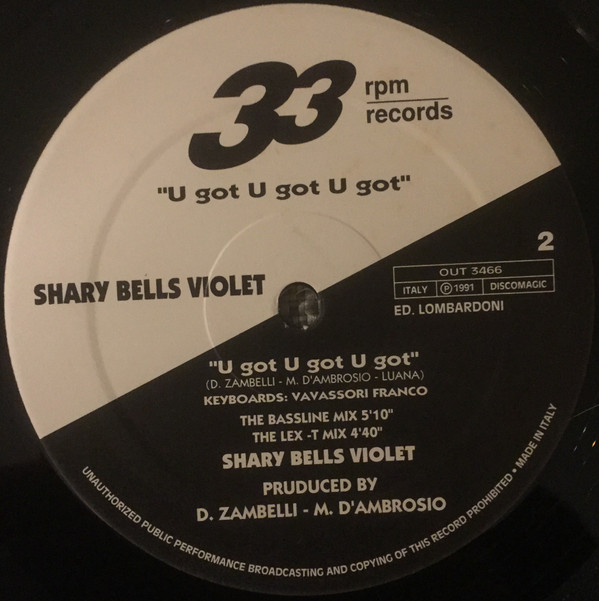 33 rpm
records
"U got U got U got"
2
SHARY BELLS VIOLET
OUT 3466
ITALY ℗ 1991 DISCOMAGIC
ED. LOMBARDONI
"U got U got U got"
(D. ZAMBELLI - M. D'AMBROSIO - LUANA)
KEYBOARDS: VAVASSORI FRANCO
THE BASSLINE MIX 5'10"
THE LEX -T MIX 4'40"
SHARY BELLS VIOLET
PRUDUCED BY
D. ZAMBELLI - M. D'AMBROSIO
UNAUTHORIZED PUBLIC PERFORMANCE BROADCASTING AND COPYING OF THIS RECORD PROHIBITED • MADE IN ITALY